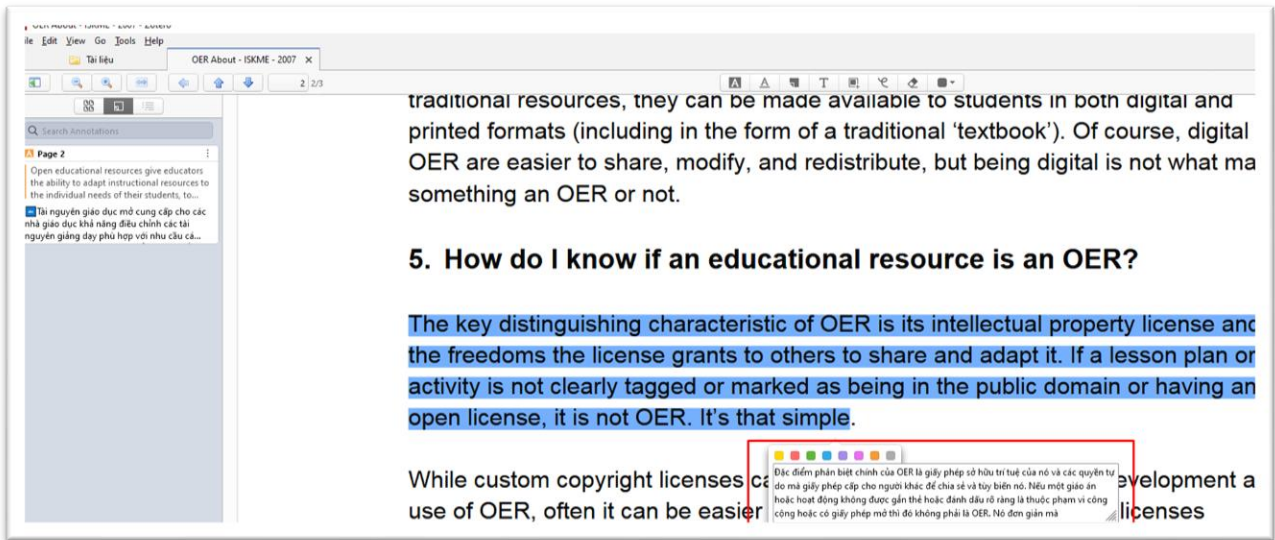 OER About - ISKME - 2007 - Zotero
ile Edit View Go Tools Help
Tài liệu
OER About - ISKME - 2007 ×
2 2/3
traditional resources, they can be made available to students in both digital and
printed formats (including in the form of a traditional ‘textbook’). Of course, digital
OER are easier to share, modify, and redistribute, but being digital is not what ma
something an OER or not.
Search Annotations
Page 2
Open educational resources give educators
the ability to adapt instructional resources to
the individual needs of their students, to...
Tài nguyên giáo dục mở cung cấp cho các
nhà giáo dục khả năng điều chỉnh các tài
nguyên giảng dạy phù hợp với nhu cầu cá...
5. How do I know if an educational resource is an OER?
The key distinguishing characteristic of OER is its intellectual property license and
the freedoms the license grants to others to share and adapt it. If a lesson plan or
activity is not clearly tagged or marked as being in the public domain or having an
open license, it is not OER. It’s that simple.
While custom copyright licenses ca
evelopment a
use of OER, often it can be easier
licenses
Đặc điểm phân biệt chính của OER là giấy phép sở hữu trí tuệ của nó và các quyền tự
do mà giấy phép cấp cho người khác để chia sẻ và tùy biến nó. Nếu một giáo án
hoặc hoạt động không được gắn thẻ hoặc đánh dấu rõ ràng là thuộc phạm vi công
cộng hoặc có giấy phép mở thì đó không phải là OER. Nó đơn giản mà